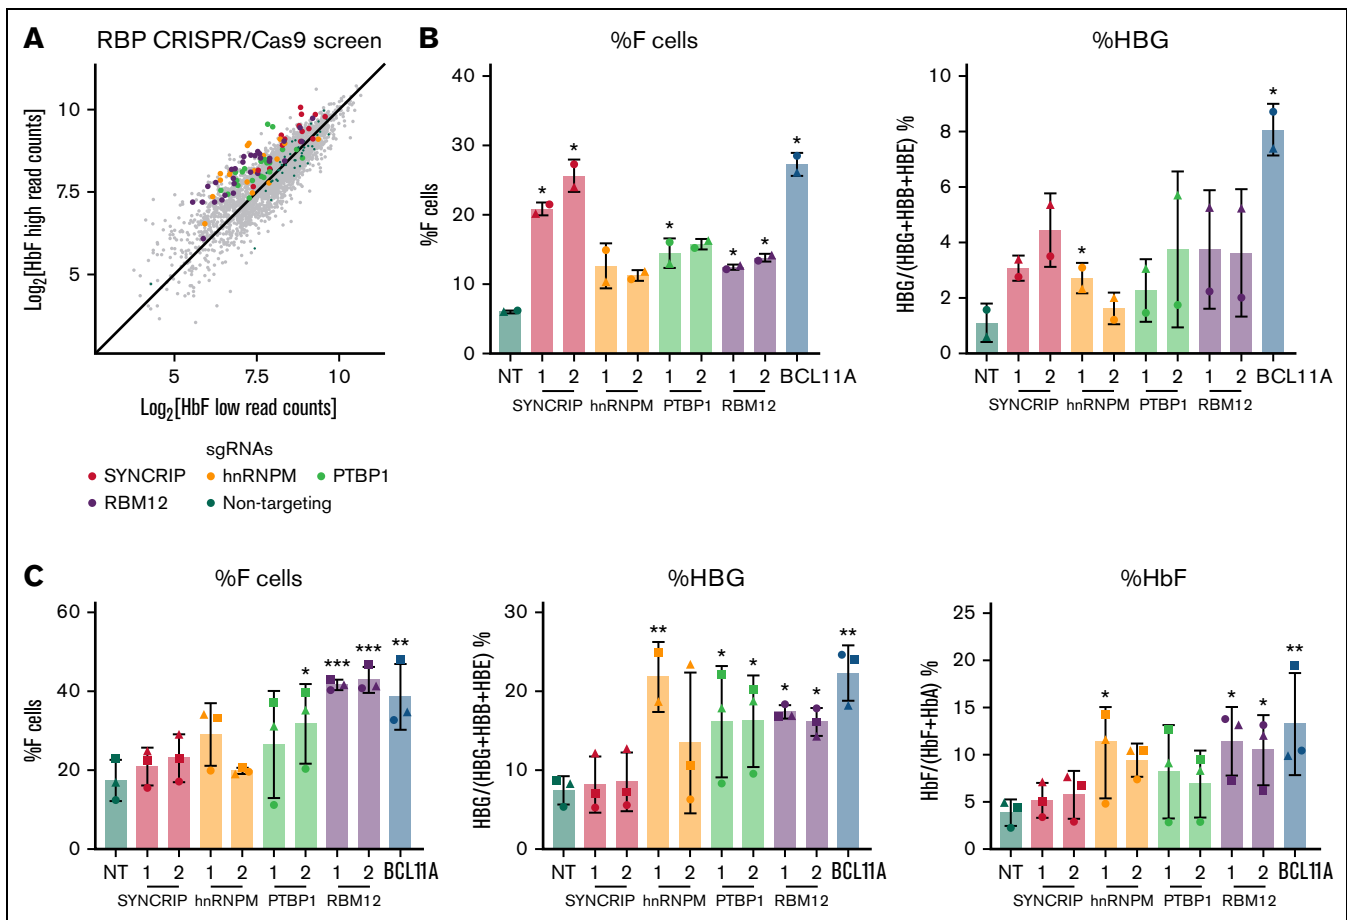 A
RBP CRISPR/Cas9 screen
Log2[HbF high read counts]
10
7.5
5
5
7.5
10
Log2[HbF low read counts]
sgRNAs
SYNCRIP
hnRNPM
PTBP1
RBM12
Non-targeting
B
%F cells
%F cells
40
30
20
10
0
NT
1
2
1
2
1
2
1
2
BCL11A
SYNCRIP
hnRNPM
PTBP1
RBM12
*
*
*
*
*
*
%HBG
HBG/(HBG+HBB+HBE) %
10
8
6
4
2
0
NT
1
2
1
2
1
2
1
2
BCL11A
SYNCRIP
hnRNPM
PTBP1
RBM12
*
*
C
%F cells
%F cells
60
40
20
0
NT
1
2
1
2
1
2
1
2
BCL11A
SYNCRIP
hnRNPM
PTBP1
RBM12
*
***
***
**
%HBG
HBG/(HBG+HBB+HBE) %
30
20
10
0
NT
1
2
1
2
1
2
1
2
BCL11A
SYNCRIP
hnRNPM
PTBP1
RBM12
**
*
*
*
*
**
%HbF
HbF/(HbF+HbA) %
25
20
15
10
5
0
NT
1
2
1
2
1
2
1
2
BCL11A
SYNCRIP
hnRNPM
PTBP1
RBM12
*
*
*
**